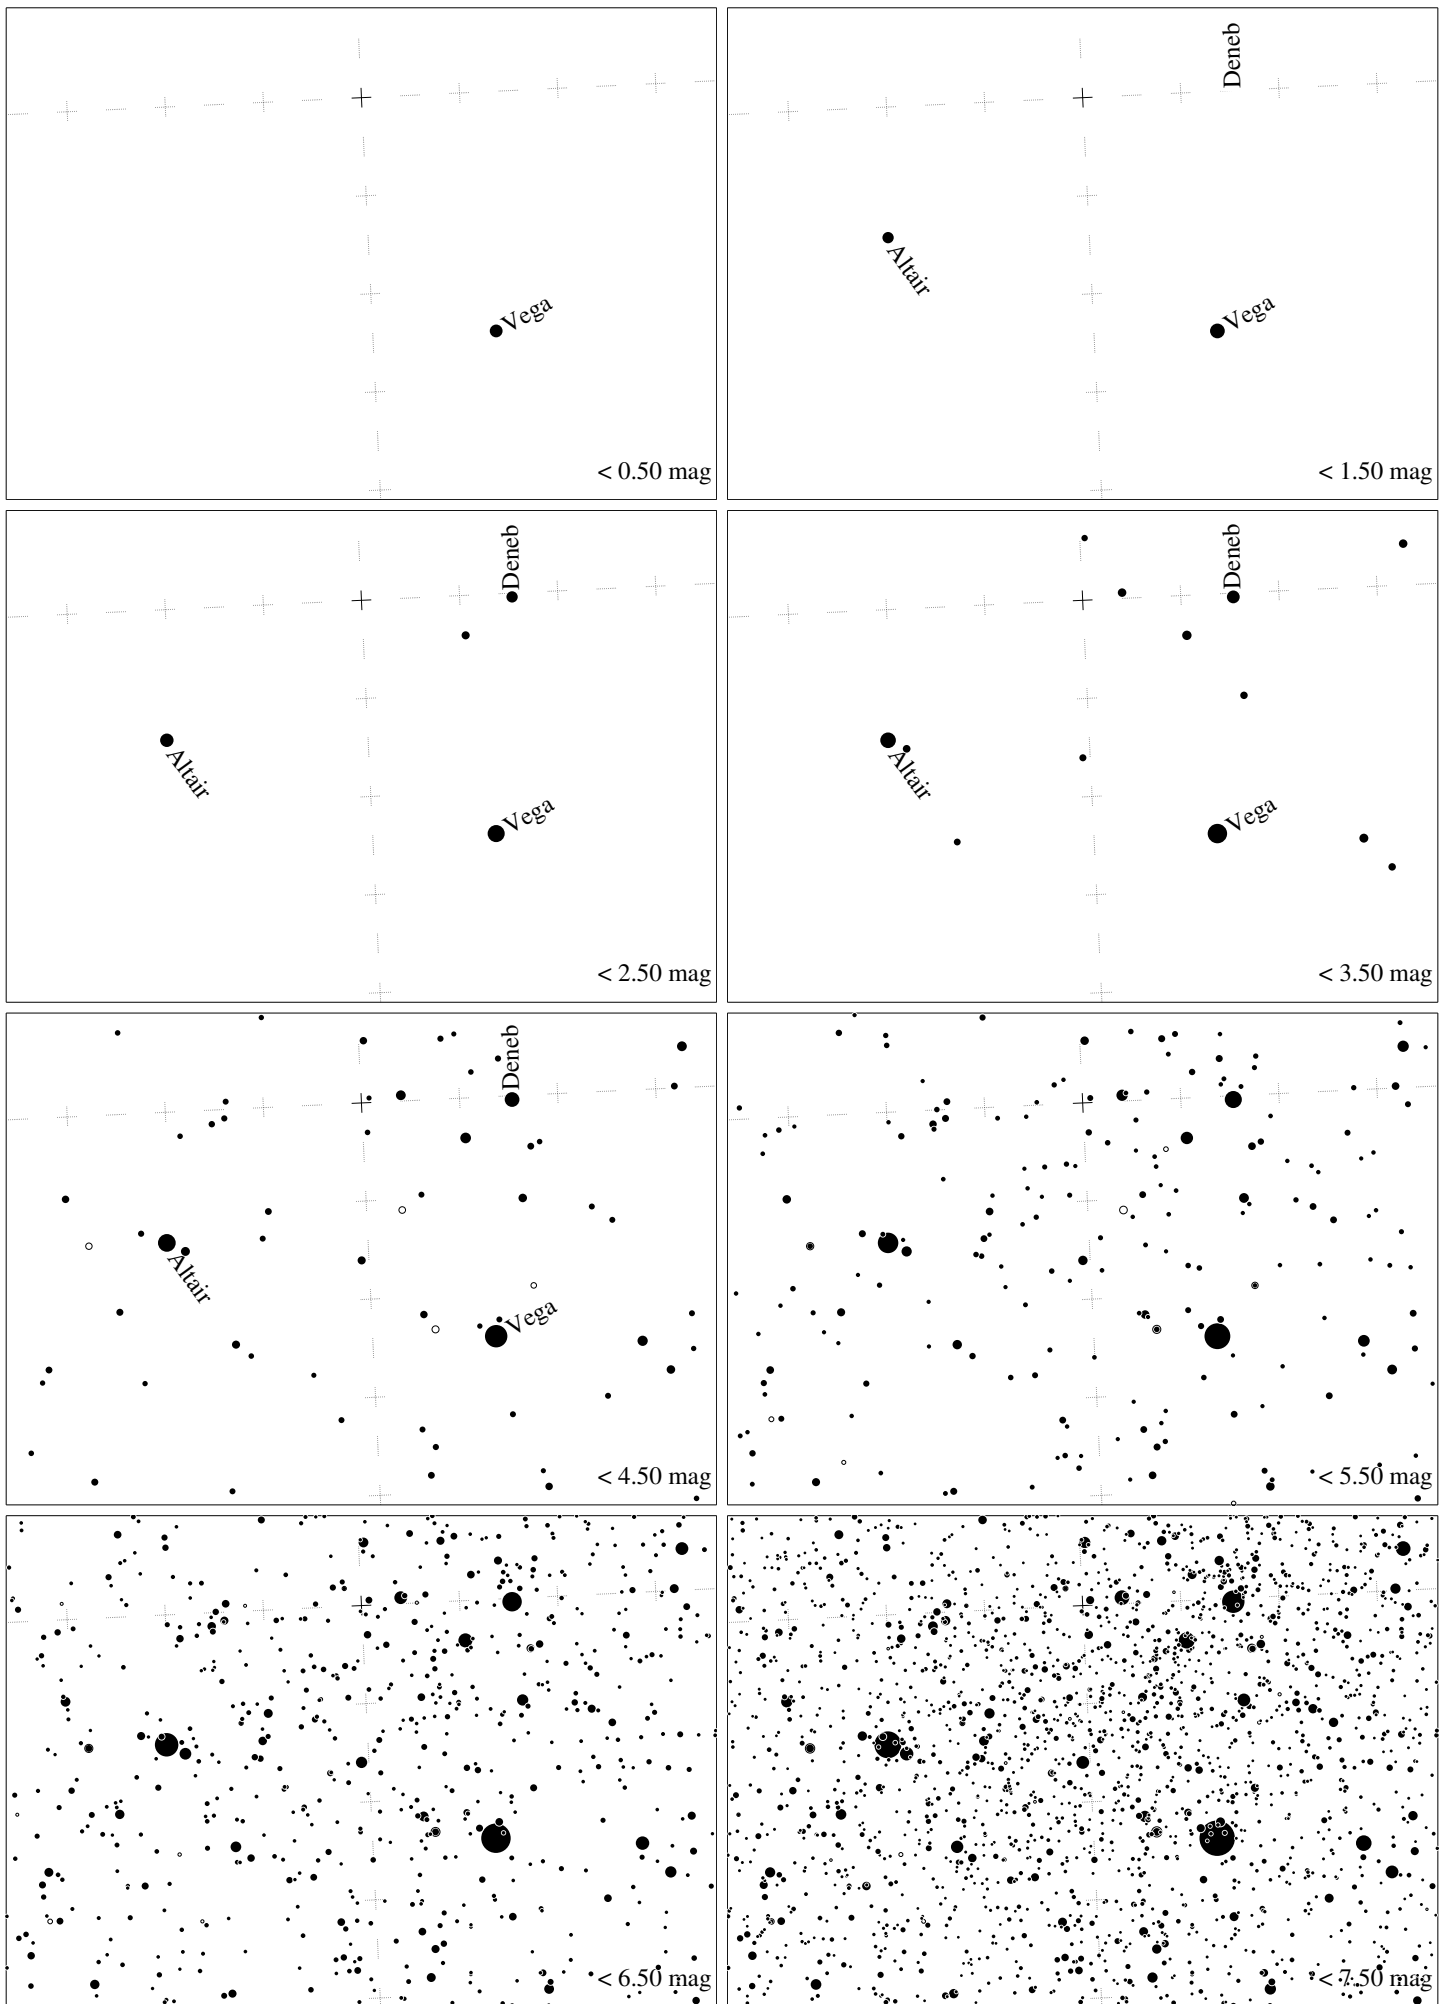 Vega
< 0.50 mag
Deneb
Altair
Vega
< 1.50 mag
Deneb
Altair
Vega
< 2.50 mag
Deneb
Altair
Vega
< 3.50 mag
Deneb
Altair
Vega
< 4.50 mag
< 5.50 mag
< 6.50 mag
< 7.50 mag